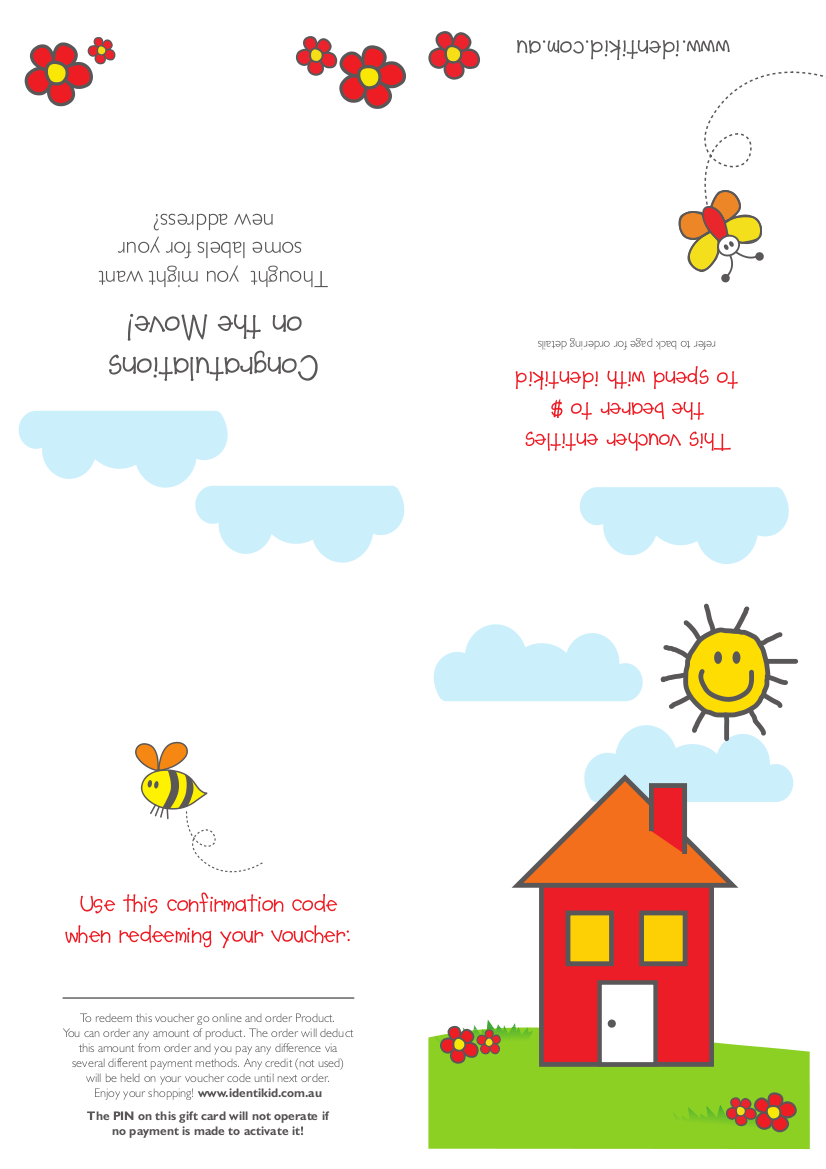 www.identikid.com.au
Congratulations
on the Move!
Thought you might want
some labels for your
new address?
This voucher entitles
the bearer to $
to spend with identikid
refer to back page for ordering details
Use this confirmation code
when redeeming your voucher:
To redeem this voucher go online and order Product.
You can order any amount of product. The order will deduct
this amount from order and you pay any difference via
several different payment methods. Any credit (not used)
will be held on your voucher code until next order.
Enjoy your shopping! www.identikid.com.au
The PIN on this gift card will not operate if
no payment is made to activate it!